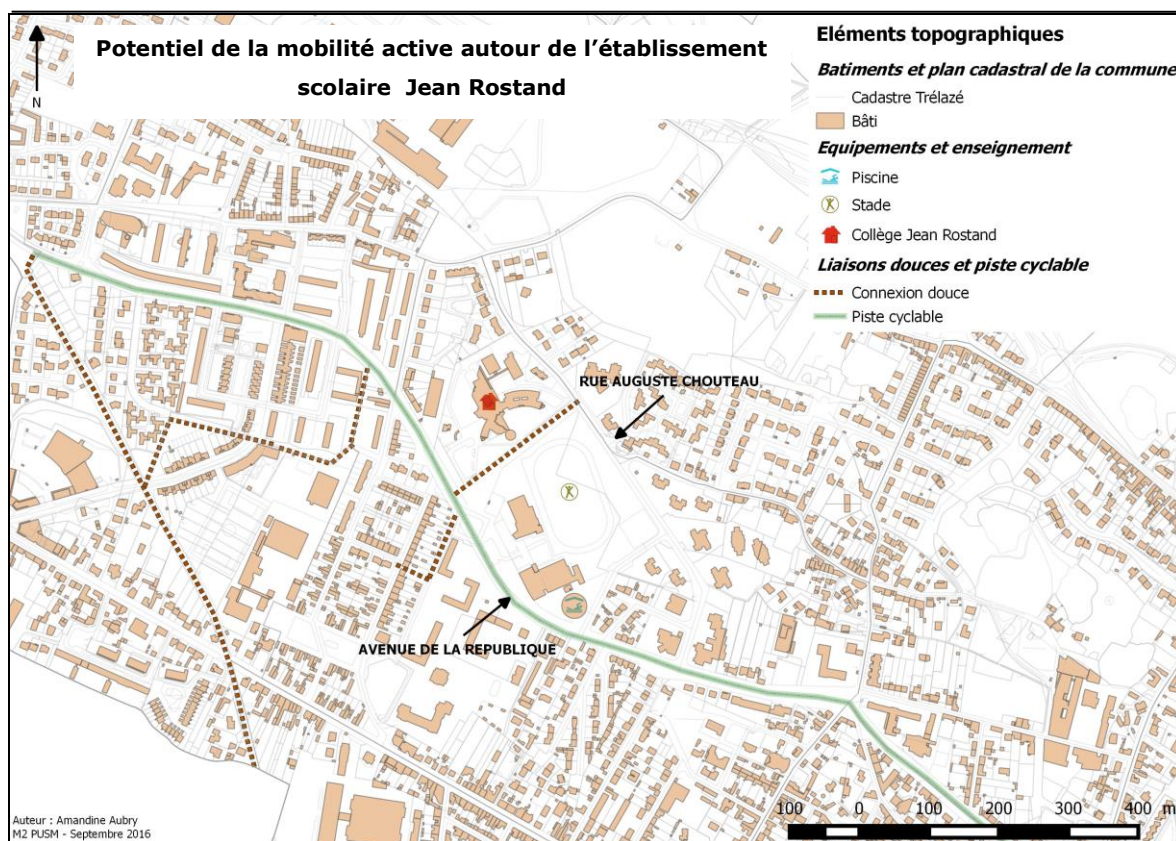 Potentiel de la mobilité active autour de l’établissement
scolaire Jean Rostand
N
Eléments topographiques
Batiments et plan cadastral de la commune
Cadastre Trélazé
Bâti
Equipements et enseignement
Piscine
Stade
Collège Jean Rostand
Liaisons douces et piste cyclable
Connexion douce
Piste cyclable
RUE AUGUSTE CHOUTEAU
AVENUE DE LA REPUBLIQUE
Auteur : Amandine Aubry
M2 PUSM - Septembre 2016
100 0 100 200 300 400 m